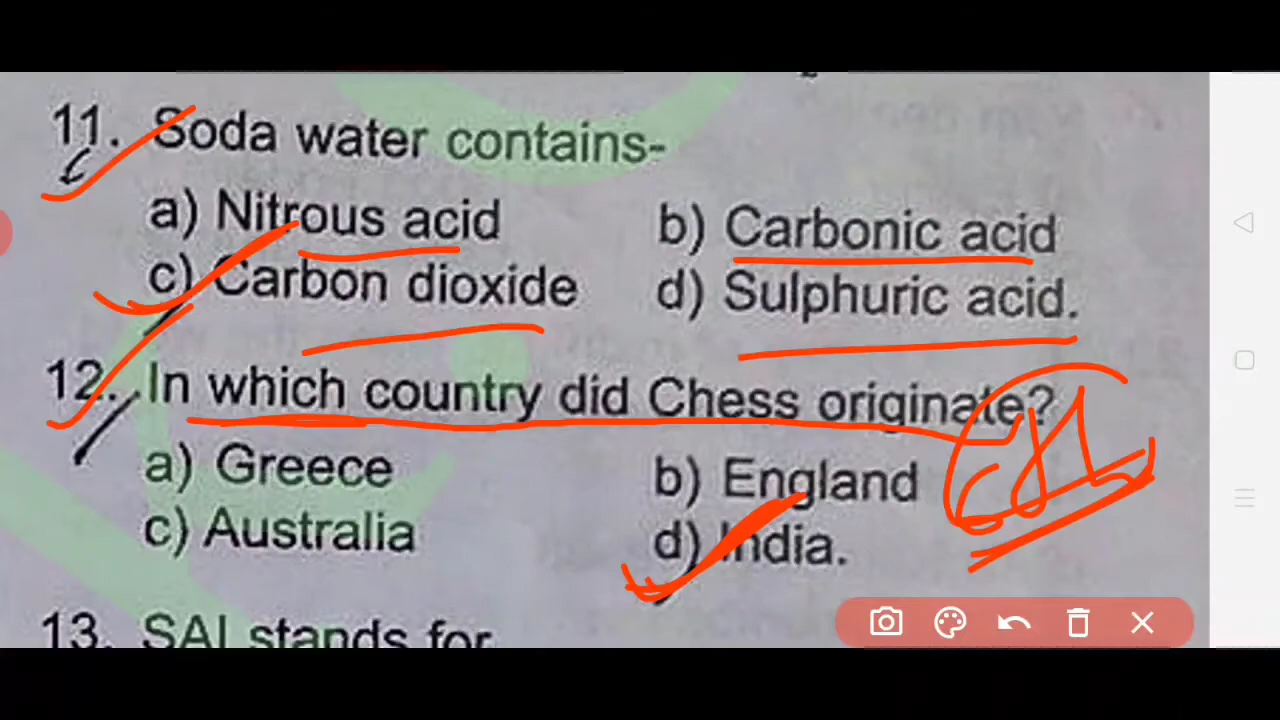 11. Soda water contains-
a) Nitrous acid b) Carbonic acid
c) Carbon dioxide d) Sulphuric acid.
12. In which country did Chess originate?
a) Greece b) England
c) Australia d) India.
13. SAI stands for